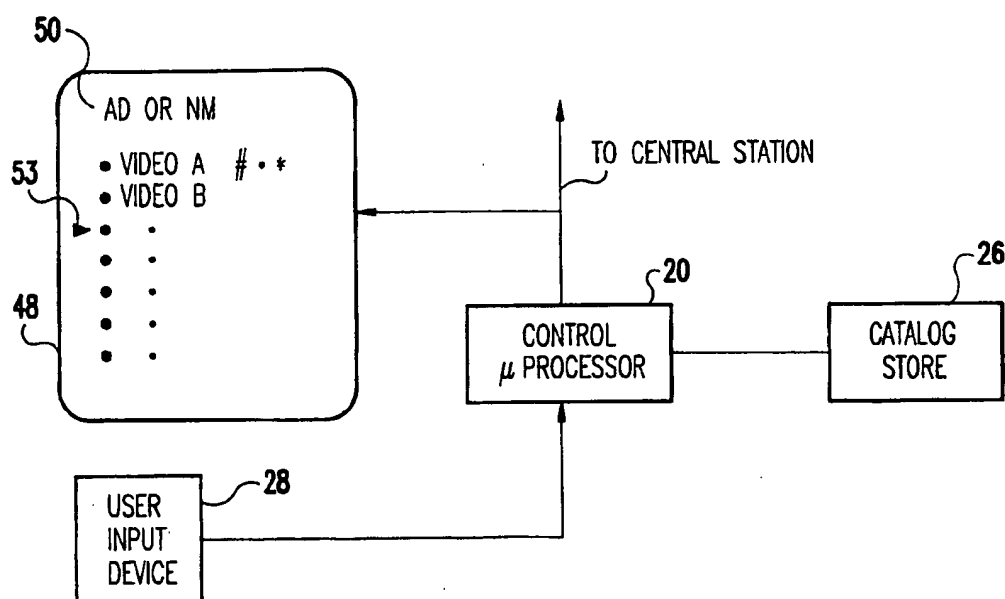 50
AD OR NM
• VIDEO A # • *
• VIDEO B
53
48
TO CENTRAL STATION
20
CONTROL
μ PROCESSOR
26
CATALOG
STORE
28
USER
INPUT
DEVICE